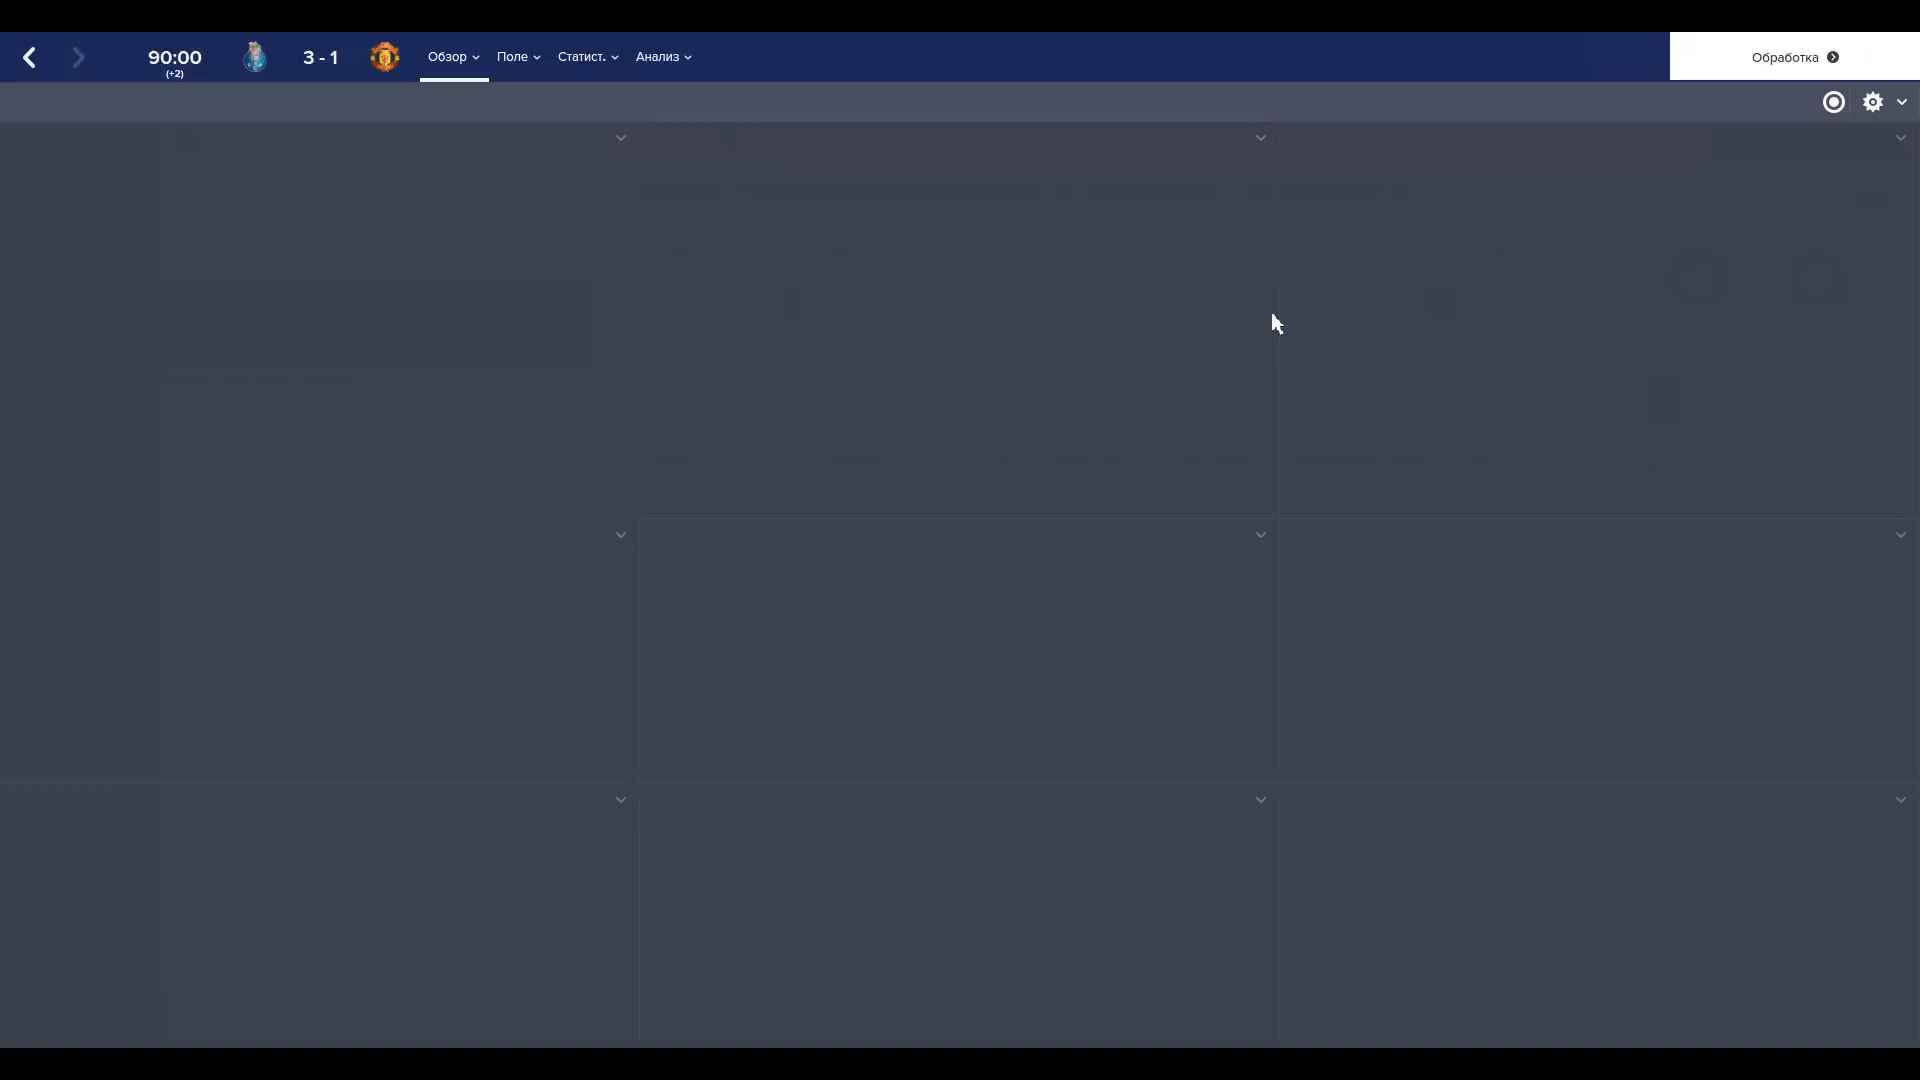 90:00
(+2)
3 - 1
Обзор
Поле
Статист.
Анализ
Обработка